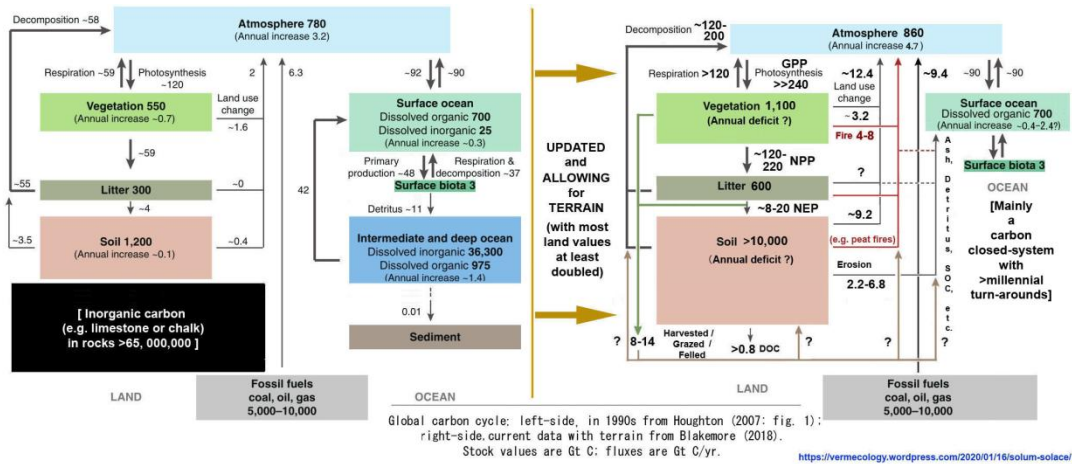 Decomposition ~58
Atmosphere 780
(Annual increase 3.2)
Respiration ~59
Photosynthesis
~120
2
6.3
~92
~90
Vegetation 550
(Annual increase ~0.7)
Land use
change
~1.6
Surface ocean
Dissolved organic 700
Dissolved inorganic 25
(Annual increase ~0.3)
~59
Primary
production ~48
Respiration &
decomposition ~37
Surface biota 3
~55
Litter 300
~0
42
Detritus ~11
~4
~3.5
Soil 1,200
(Annual increase ~0.1)
~0.4
Intermediate and deep ocean
Dissolved inorganic 36,300
Dissolved organic 975
(Annual increase ~1.4)
0.01
Sediment
[ Inorganic carbon
(e.g. limestone or chalk)
in rocks >65, 000,000 ]
LAND
Fossil fuels
coal, oil, gas
5,000–10,000
OCEAN
UPDATED
and
ALLOWING
for
TERRAIN
(with most
land values
at least
doubled)
Decomposition ~120-
200
Atmosphere 860
(Annual increase 4.7)
Respiration >120
GPP
Photosynthesis
>>240
~12.4
Land use
change
~9.4
~90
~90
Vegetation 1,100
(Annual deficit ?)
~3.2
Fire 4-8
Surface ocean
Dissolved organic 700
(Annual increase ~0.4-2.4?)
~120-
220
NPP
Surface biota 3
Litter 600
?
OCEAN
~8-20 NEP
~9.2
Soil >10,000
(Annual deficit ?)
(e.g. peat fires)
Erosion
2.2-6.8
Ash, Detritus, SOC, etc.
[Mainly
a
carbon
closed-system
with
>millennial
turn-arounds]
?
8-14
Harvested /
Grazed /
Felled
>0.8 DOC
?
?
?
LAND
Fossil fuels
coal, oil, gas
5,000–10,000
Global carbon cycle: left-side, in 1990s from Houghton (2007: fig. 1);
right-side.current data with terrain from Blakemore (2018).
Stock values are Gt C; fluxes are Gt C/yr.
https://vermecology.wordpress.com/2020/01/16/solum-solace/